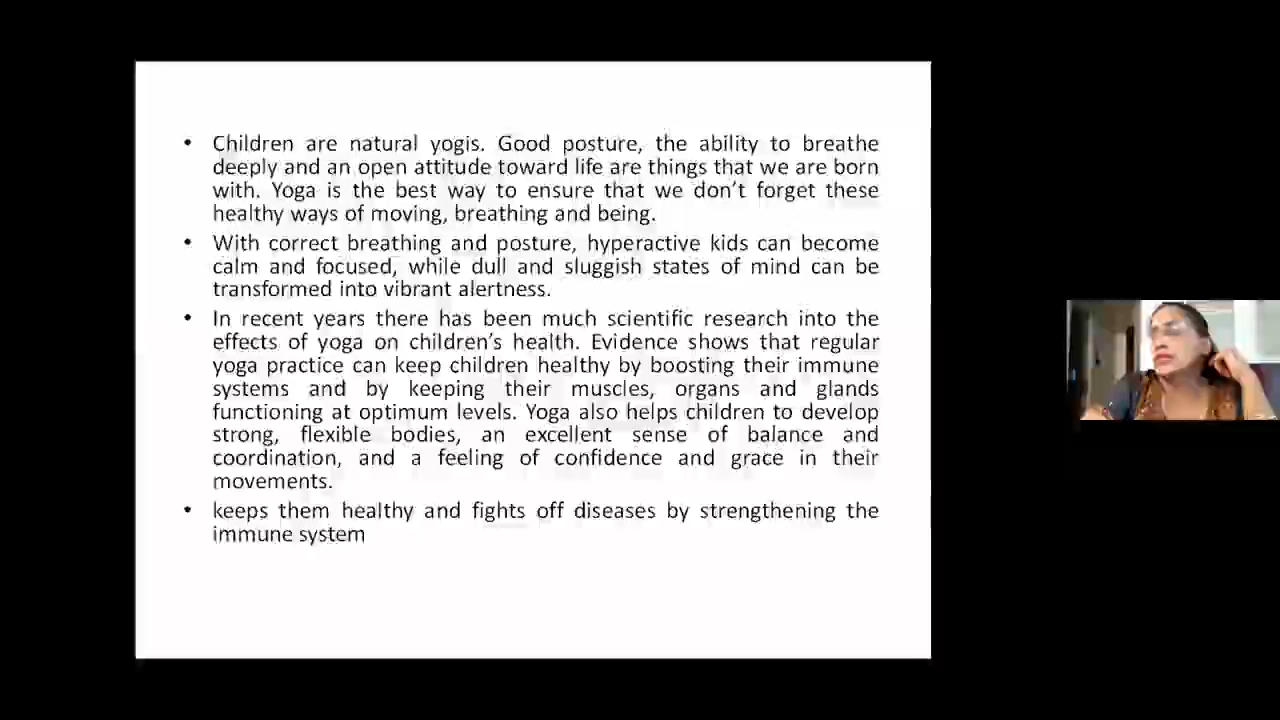 • Children are natural yogis. Good posture, the ability to breathe
deeply and an open attitude toward life are things that we are born
with. Yoga is the best way to ensure that we don’t forget these
healthy ways of moving, breathing and being.
• With correct breathing and posture, hyperactive kids can become
calm and focused, while dull and sluggish states of mind can be
transformed into vibrant alertness.
• In recent years there has been much scientific research into the
effects of yoga on children’s health. Evidence shows that regular
yoga practice can keep children healthy by boosting their immune
systems and by keeping their muscles, organs and glands
functioning at optimum levels. Yoga also helps children to develop
strong, flexible bodies, an excellent sense of balance and
coordination, and a feeling of confidence and grace in their
movements.
• keeps them healthy and fights off diseases by strengthening the
immune system